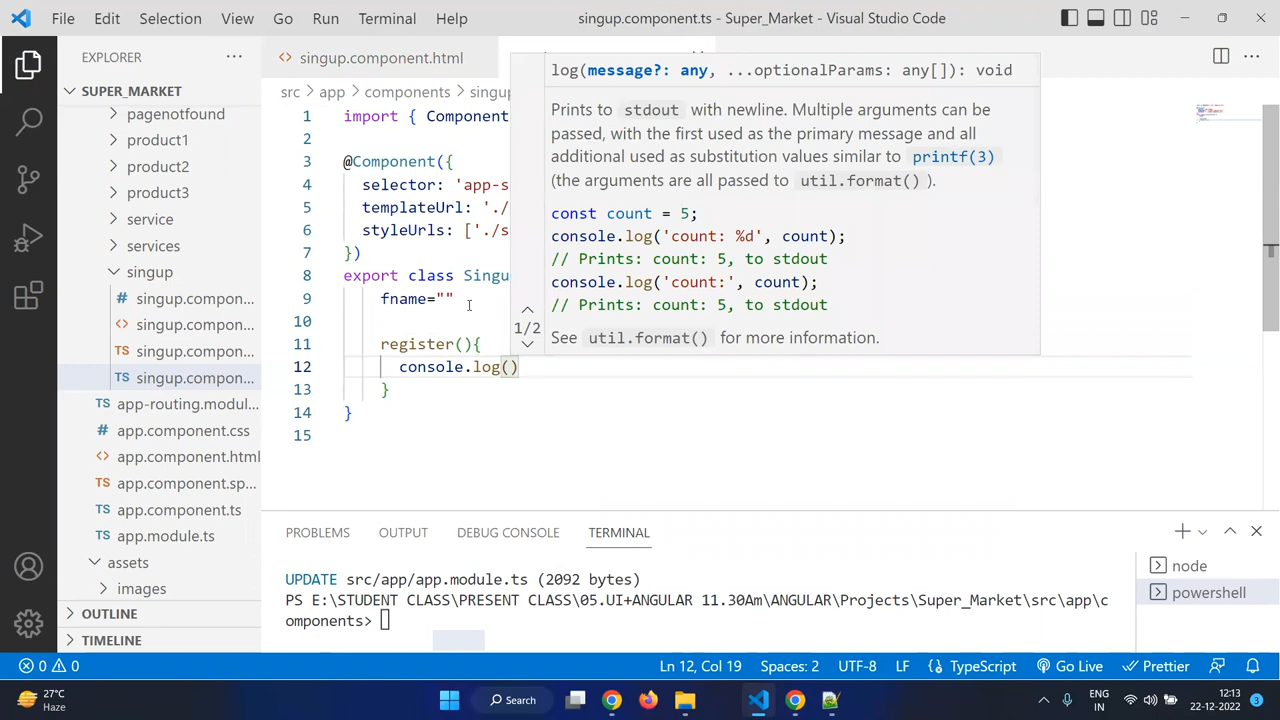 File Edit Selection View Go Run Terminal Help
singup.component.ts - Super_Market - Visual Studio Code
EXPLORER
SUPER_MARKET
pagenotfound
product1
product2
product3
service
services
singup
singup.compon...
singup.compon...
singup.compon...
singup.compon...
app-routing.modul...
app.component.css
app.component.html
app.component.sp...
app.component.ts
app.module.ts
assets
images
OUTLINE
TIMELINE
singup.component.html
src > app > components > singup
1 import { Component
2
3 @Component({
4 selector: 'app-s
5 templateUrl: './
6 styleUrls: ['./s
7 })
8 export class Singu
9 fname=""
10
11 register(){
12 console.log()
13 }
14 }
15
log(message?: any, ...optionalParams: any[]): void
Prints to stdout with newline. Multiple arguments can be
passed, with the first used as the primary message and all
additional used as substitution values similar to printf(3)
(the arguments are all passed to util.format() ).
const count = 5;
console.log('count: %d', count);
// Prints: count: 5, to stdout
console.log('count:', count);
// Prints: count: 5, to stdout
1/2
See util.format() for more information.
PROBLEMS OUTPUT DEBUG CONSOLE TERMINAL
UPDATE src/app/app.module.ts (2092 bytes)
PS E:\STUDENT CLASS\PRESENT CLASS\05.UI+ANGULAR 11.30Am\ANGULAR\Projects\Super_Market\src\app\c
omponents>
node
powershell
0 0
Ln 12, Col 19 Spaces: 2 UTF-8 LF TypeScript Go Live Prettier
27°C
Haze
Search
ENG
IN
12:13
22-12-2022
3